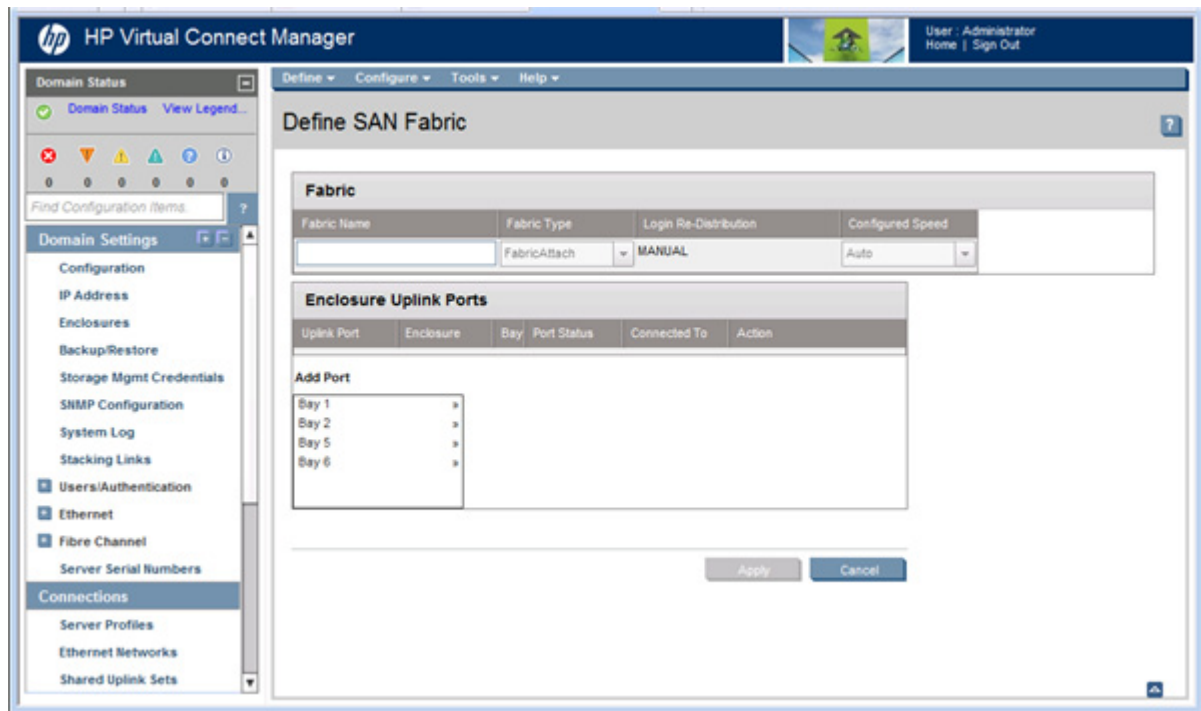 hp HP Virtual Connect Manager
User : Administrator
Home | Sign Out
Domain Status
Domain Status View Legend...
0 0 0 0 0 0
Find Configuration Items. ?
Domain Settings
Configuration
IP Address
Enclosures
Backup/Restore
Storage Mgmt Credentials
SNMP Configuration
System Log
Stacking Links
Users/Authentication
Ethernet
Fibre Channel
Server Serial Numbers
Connections
Server Profiles
Ethernet Networks
Shared Uplink Sets
Define Configure Tools Help
Define SAN Fabric ?
Fabric
Fabric Name Fabric Type Login Re-Distribution Configured Speed
FabricAttach MANUAL Auto
Enclosure Uplink Ports
Uplink Port Enclosure Bay Port Status Connected To Action
Add Port
Bay 1 »
Bay 2 »
Bay 5 »
Bay 6 »
Apply Cancel